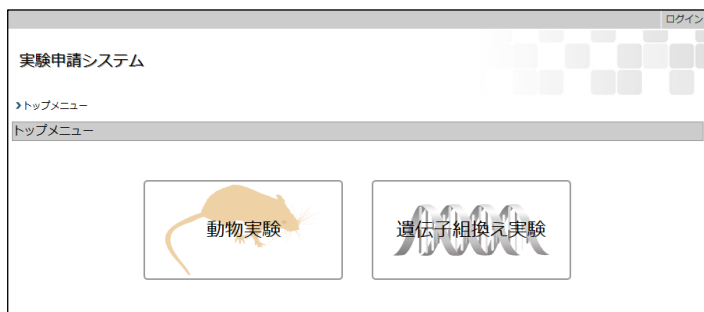 ログイン
実験申請システム
›トップメニュー
トップメニュー
動物実験
遺伝子組換え実験